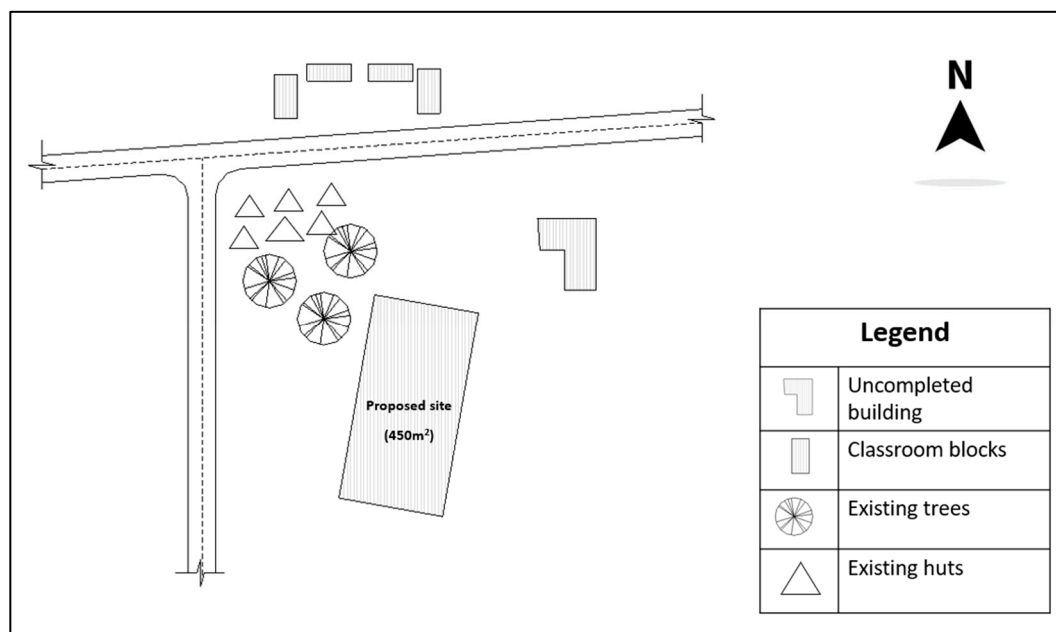 N
Proposed site
(450m²)
Legend
Uncompleted
building
Classroom blocks
Existing trees
Existing huts